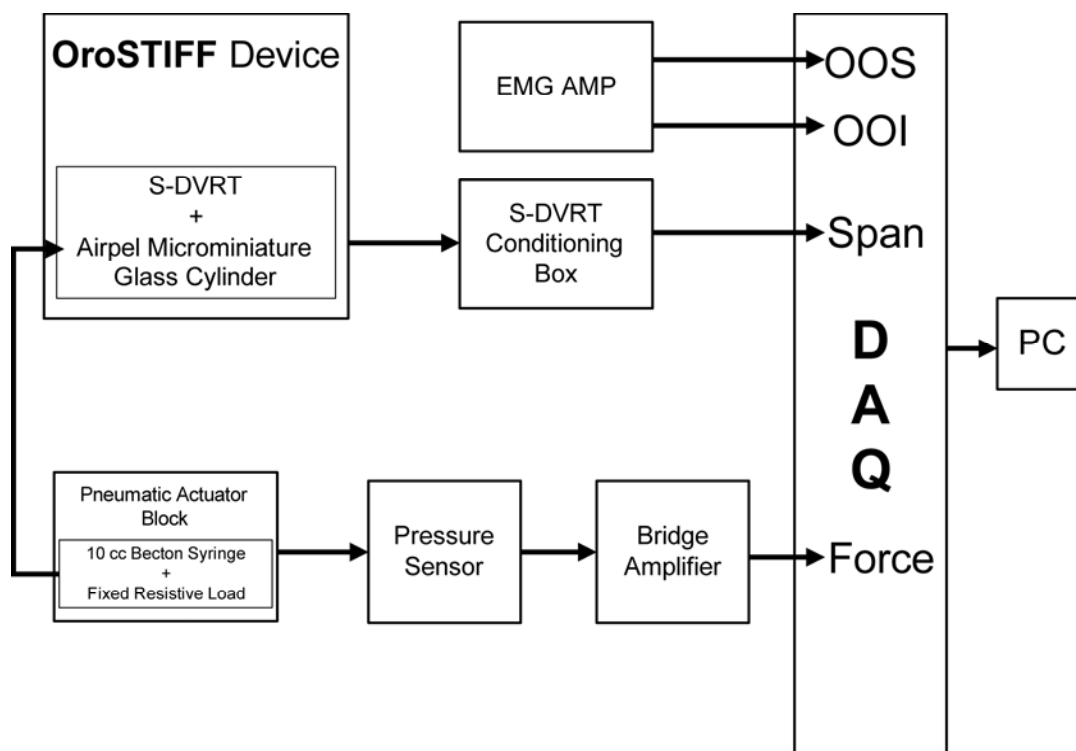 OroSTIFF Device
S-DVRT
+
Airpel Microminiature
Glass Cylinder
EMG AMP
S-DVRT
Conditioning
Box
OOS
OOI
Span
D
A
Q
Force
PC
Pneumatic Actuator
Block
10 cc Becton Syringe
+
Fixed Resistive Load
Pressure
Sensor
Bridge
Amplifier